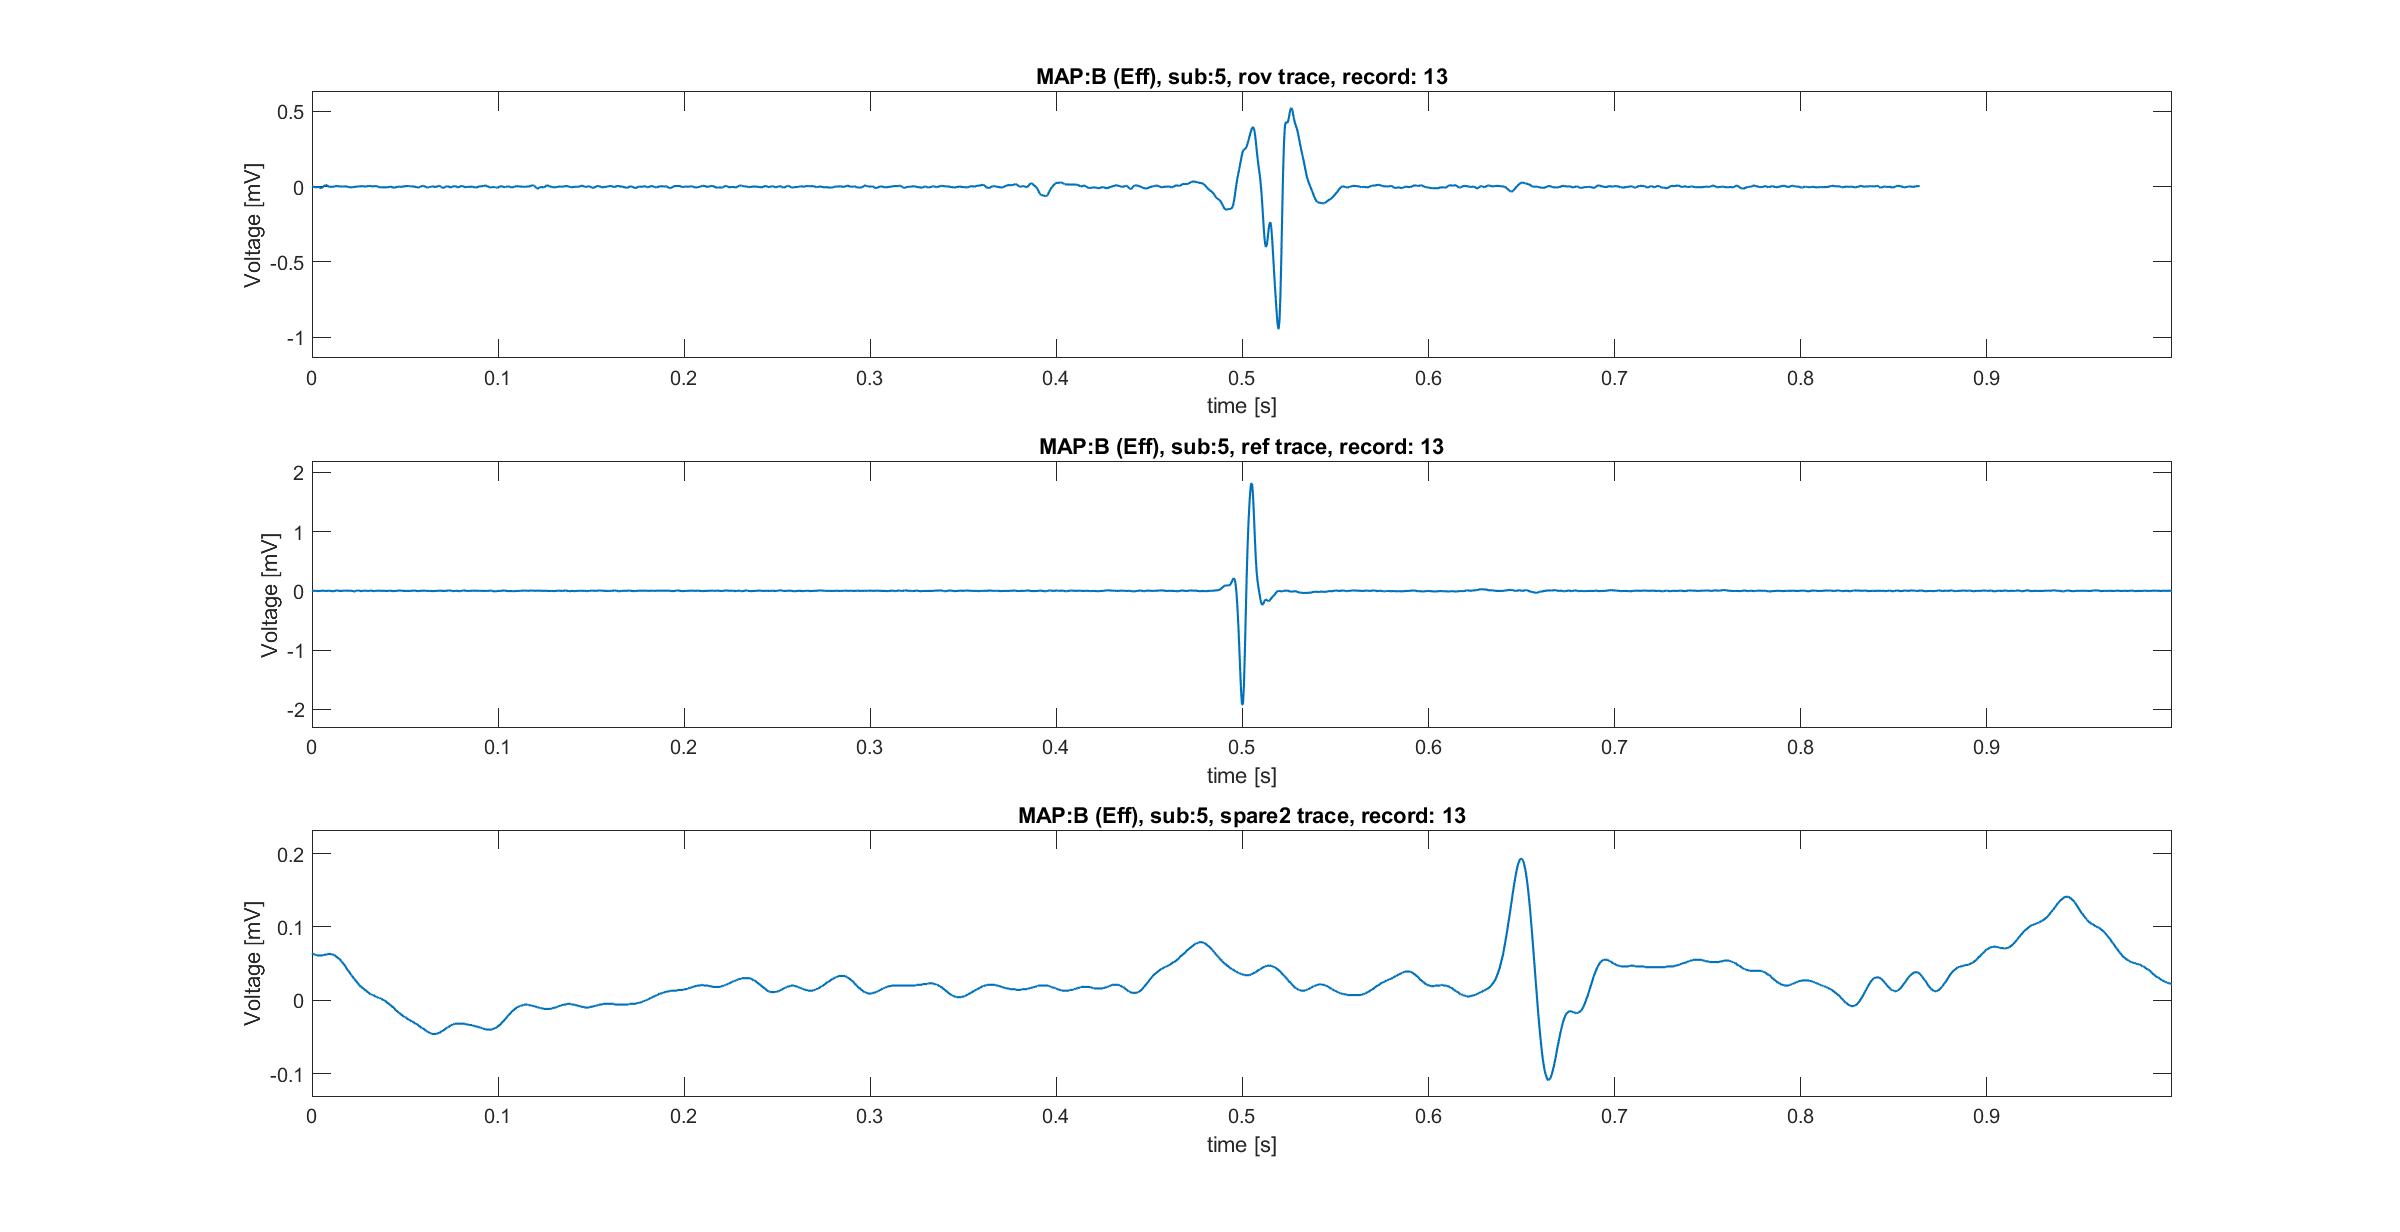 MAP:B (Eff), sub:5, rov trace, record: 13
0.5
0
-0.5
-1
Voltage [mV]
0 0.1 0.2 0.3 0.4 0.5 0.6 0.7 0.8 0.9
time [s]
MAP:B (Eff), sub:5, ref trace, record: 13
2
1
0
-1
-2
Voltage [mV]
0 0.1 0.2 0.3 0.4 0.5 0.6 0.7 0.8 0.9
time [s]
MAP:B (Eff), sub:5, spare2 trace, record: 13
0.2
0.1
0
-0.1
Voltage [mV]
0 0.1 0.2 0.3 0.4 0.5 0.6 0.7 0.8 0.9
time [s]